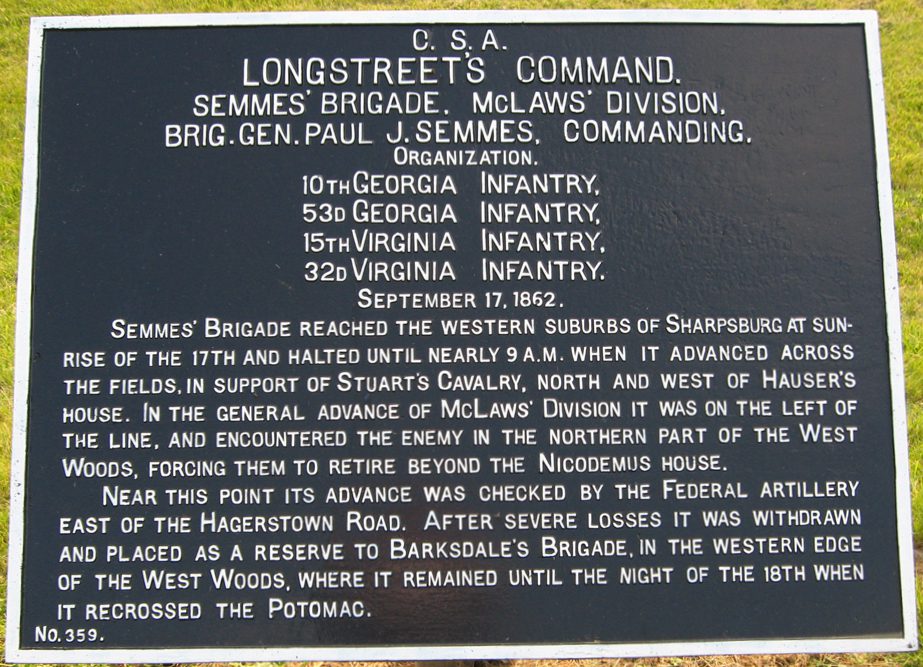 C. S. A.
LONGSTREET'S COMMAND.
SEMMES' BRIGADE. MCLAWS' DIVISION,
BRIG. GEN. PAUL J. SEMMES, COMMANDING.
ORGANIZATION.
10TH GEORGIA INFANTRY,
53D GEORGIA INFANTRY,
15TH VIRGINIA INFANTRY,
32D VIRGINIA INFANTRY.
SEPTEMBER 17, 1862.
SEMMES' BRIGADE REACHED THE WESTERN SUBURBS OF SHARPSBURG AT SUN-
RISE OF THE 17TH AND HALTED UNTIL NEARLY 9 A.M. WHEN IT ADVANCED ACROSS
THE FIELDS, IN SUPPORT OF STUART'S CAVALRY, NORTH AND WEST OF HAUSER'S
HOUSE. IN THE GENERAL ADVANCE OF MCLAWS' DIVISION IT WAS ON THE LEFT OF
THE LINE, AND ENCOUNTERED THE ENEMY IN THE NORTHERN PART OF THE WEST
WOODS, FORCING THEM TO RETIRE BEYOND THE NICODEMUS HOUSE.
NEAR THIS POINT ITS ADVANCE WAS CHECKED BY THE FEDERAL ARTILLERY
EAST OF THE HAGERSTOWN ROAD. AFTER SEVERE LOSSES IT WAS WITHDRAWN
AND PLACED AS A RESERVE TO BARKSDALE'S BRIGADE, IN THE WESTERN EDGE
OF THE WEST WOODS, WHERE IT REMAINED UNTIL THE NIGHT OF THE 18TH WHEN
IT RECROSSED THE POTOMAC.
NO. 359.